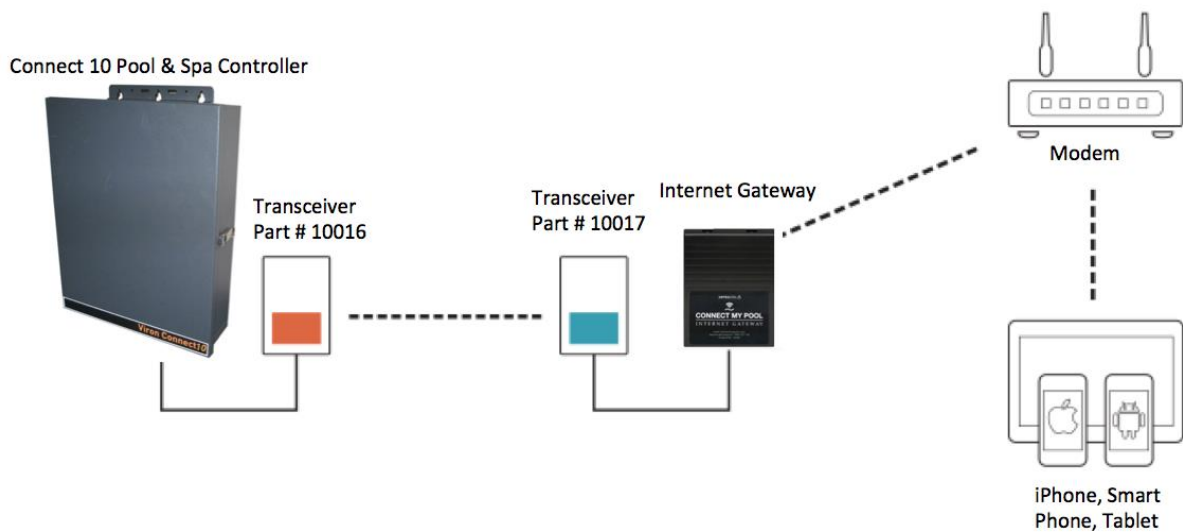 Connect 10 Pool & Spa Controller
Viron Connect10
Transceiver
Part # 10016
Transceiver
Part # 10017
Internet Gateway
CONNECT MY POOL
INTERNET GATEWAY
Modem
iPhone, Smart
Phone, Tablet